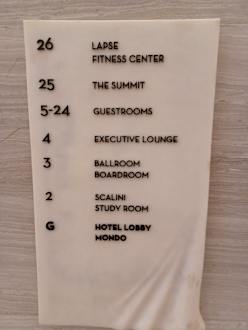 26 LAPSE
FITNESS CENTER
25 THE SUMMIT
5-24 GUESTROOMS
4 EXECUTIVE LOUNGE
3 BALLROOM
BOARDROOM
2 SCALINI
STUDY ROOM
G HOTEL LOBBY
MONDO